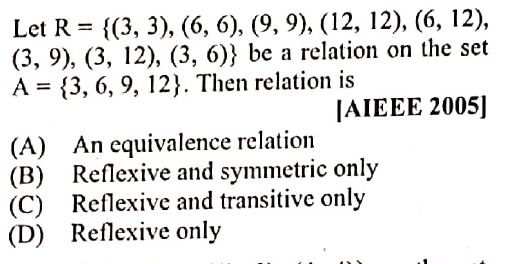 Let R = {(3, 3), (6, 6), (9, 9), (12, 12), (6, 12),
(3, 9), (3, 12), (3, 6)} be a relation on the set
A = {3, 6, 9, 12}. Then relation is
[AIEEE 2005]
(A) An equivalence relation
(B) Reflexive and symmetric only
(C) Reflexive and transitive only
(D) Reflexive only